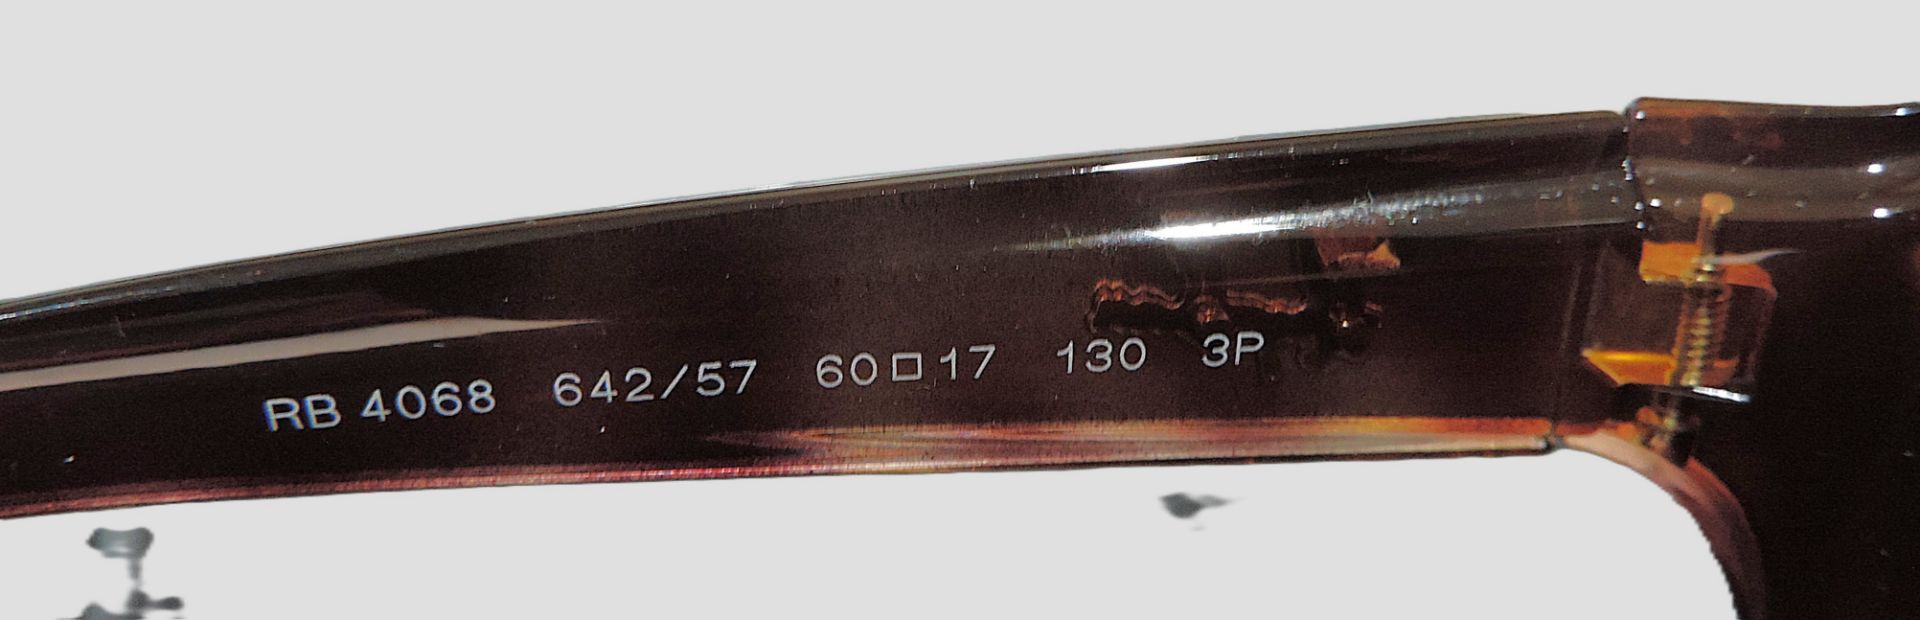 RB 4068 642/57 60□17 130 3P